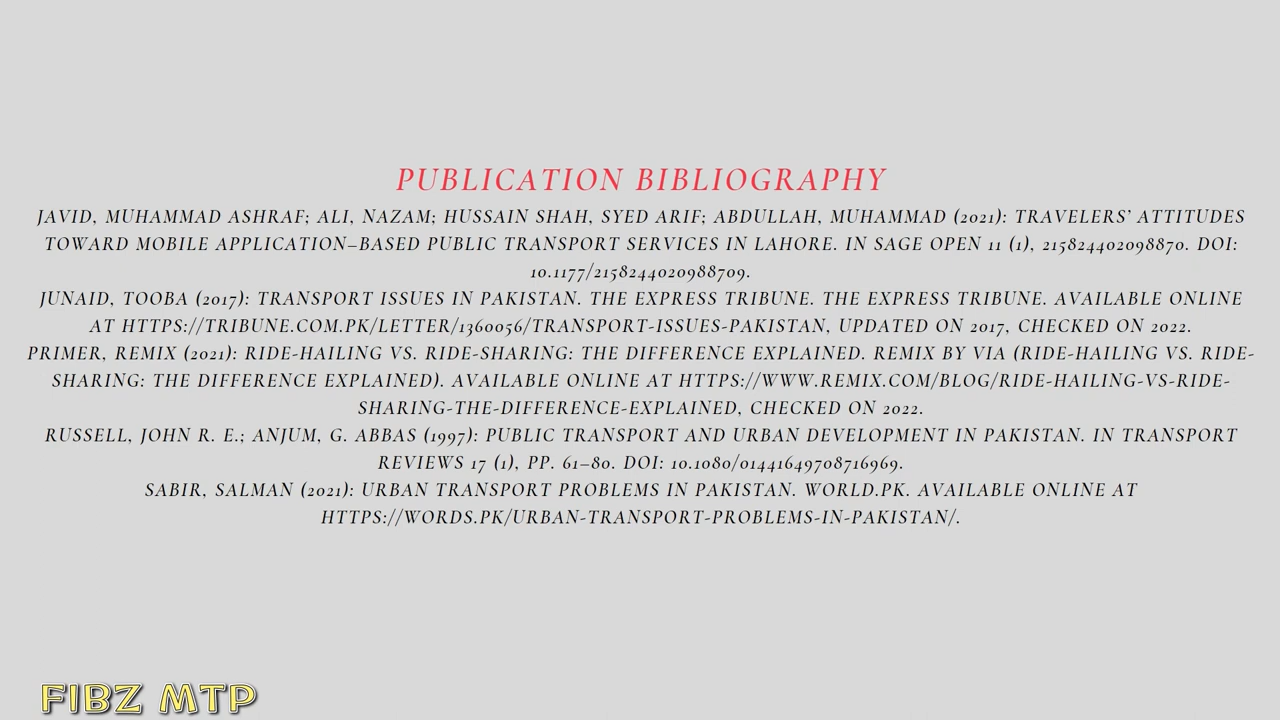 PUBLICATION BIBLIOGRAPHY
JAVID, MUHAMMAD ASHRAF; ALI, NAZAM; HUSSAIN SHAH, SYED ARIF; ABDULLAH, MUHAMMAD (2021): TRAVELERS’ ATTITUDES
TOWARD MOBILE APPLICATION–BASED PUBLIC TRANSPORT SERVICES IN LAHORE. IN SAGE OPEN 11 (1), 215824402098870. DOI:
10.1177/2158244020988709.
JUNAID, TOOBA (2017): TRANSPORT ISSUES IN PAKISTAN. THE EXPRESS TRIBUNE. THE EXPRESS TRIBUNE. AVAILABLE ONLINE
AT HTTPS://TRIBUNE.COM.PK/LETTER/1360056/TRANSPORT-ISSUES-PAKISTAN, UPDATED ON 2017, CHECKED ON 2022.
PRIMER, REMIX (2021): RIDE-HAILING VS. RIDE-SHARING: THE DIFFERENCE EXPLAINED. REMIX BY VIA (RIDE-HAILING VS. RIDE-
SHARING: THE DIFFERENCE EXPLAINED). AVAILABLE ONLINE AT HTTPS://WWW.REMIX.COM/BLOG/RIDE-HAILING-VS-RIDE-
SHARING-THE-DIFFERENCE-EXPLAINED, CHECKED ON 2022.
RUSSELL, JOHN R. E.; ANJUM, G. ABBAS (1997): PUBLIC TRANSPORT AND URBAN DEVELOPMENT IN PAKISTAN. IN TRANSPORT
REVIEWS 17 (1), PP. 61–80. DOI: 10.1080/01441649708716969.
SABIR, SALMAN (2021): URBAN TRANSPORT PROBLEMS IN PAKISTAN. WORLD.PK. AVAILABLE ONLINE AT
HTTPS://WORDS.PK/URBAN-TRANSPORT-PROBLEMS-IN-PAKISTAN/.
FIBZ MTP